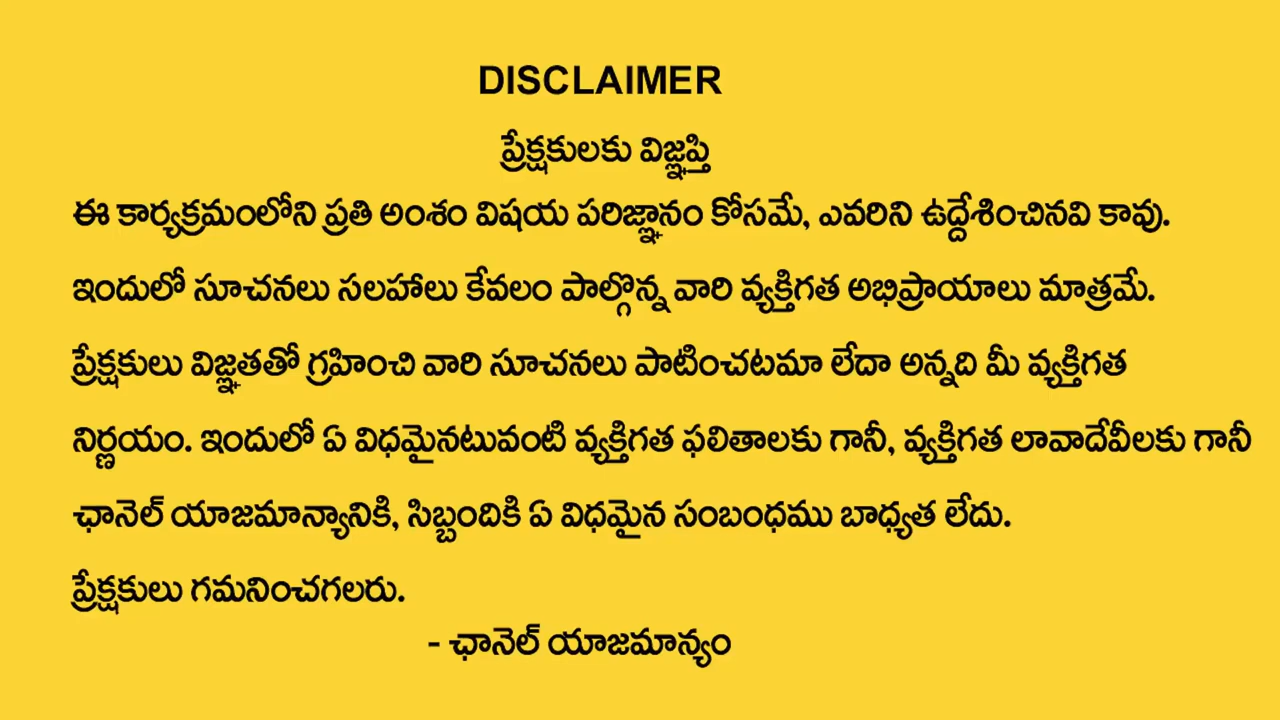 DISCLAIMER
ప్రేక్షకులకు విజ్ఞప్తి
ఈ కార్యక్రమంలోని ప్రతి అంశం విషయ పరిజ్ఞానం కోసమే, ఎవరిని ఉద్దేశించినవి కావు.
ఇందులో సూచనలు సలహాలు కేవలం పాల్గొన్న వారి వ్యక్తిగత అభిప్రాయాలు మాత్రమే.
ప్రేక్షకులు విజ్ఞతతో గ్రహించి వారి సూచనలు పాటించటమా లేదా అన్నది మీ వ్యక్తిగత
నిర్ణయం. ఇందులో ఏ విధమైనటువంటి వ్యక్తిగత ఫలితాలకు గానీ, వ్యక్తిగత లావాదేవీలకు గానీ
ఛానెల్ యాజమాన్యానికి, సిబ్బందికి ఏ విధమైన సంబంధము బాధ్యత లేదు.
ప్రేక్షకులు గమనించగలరు.
- ఛానెల్ యాజమాన్యం